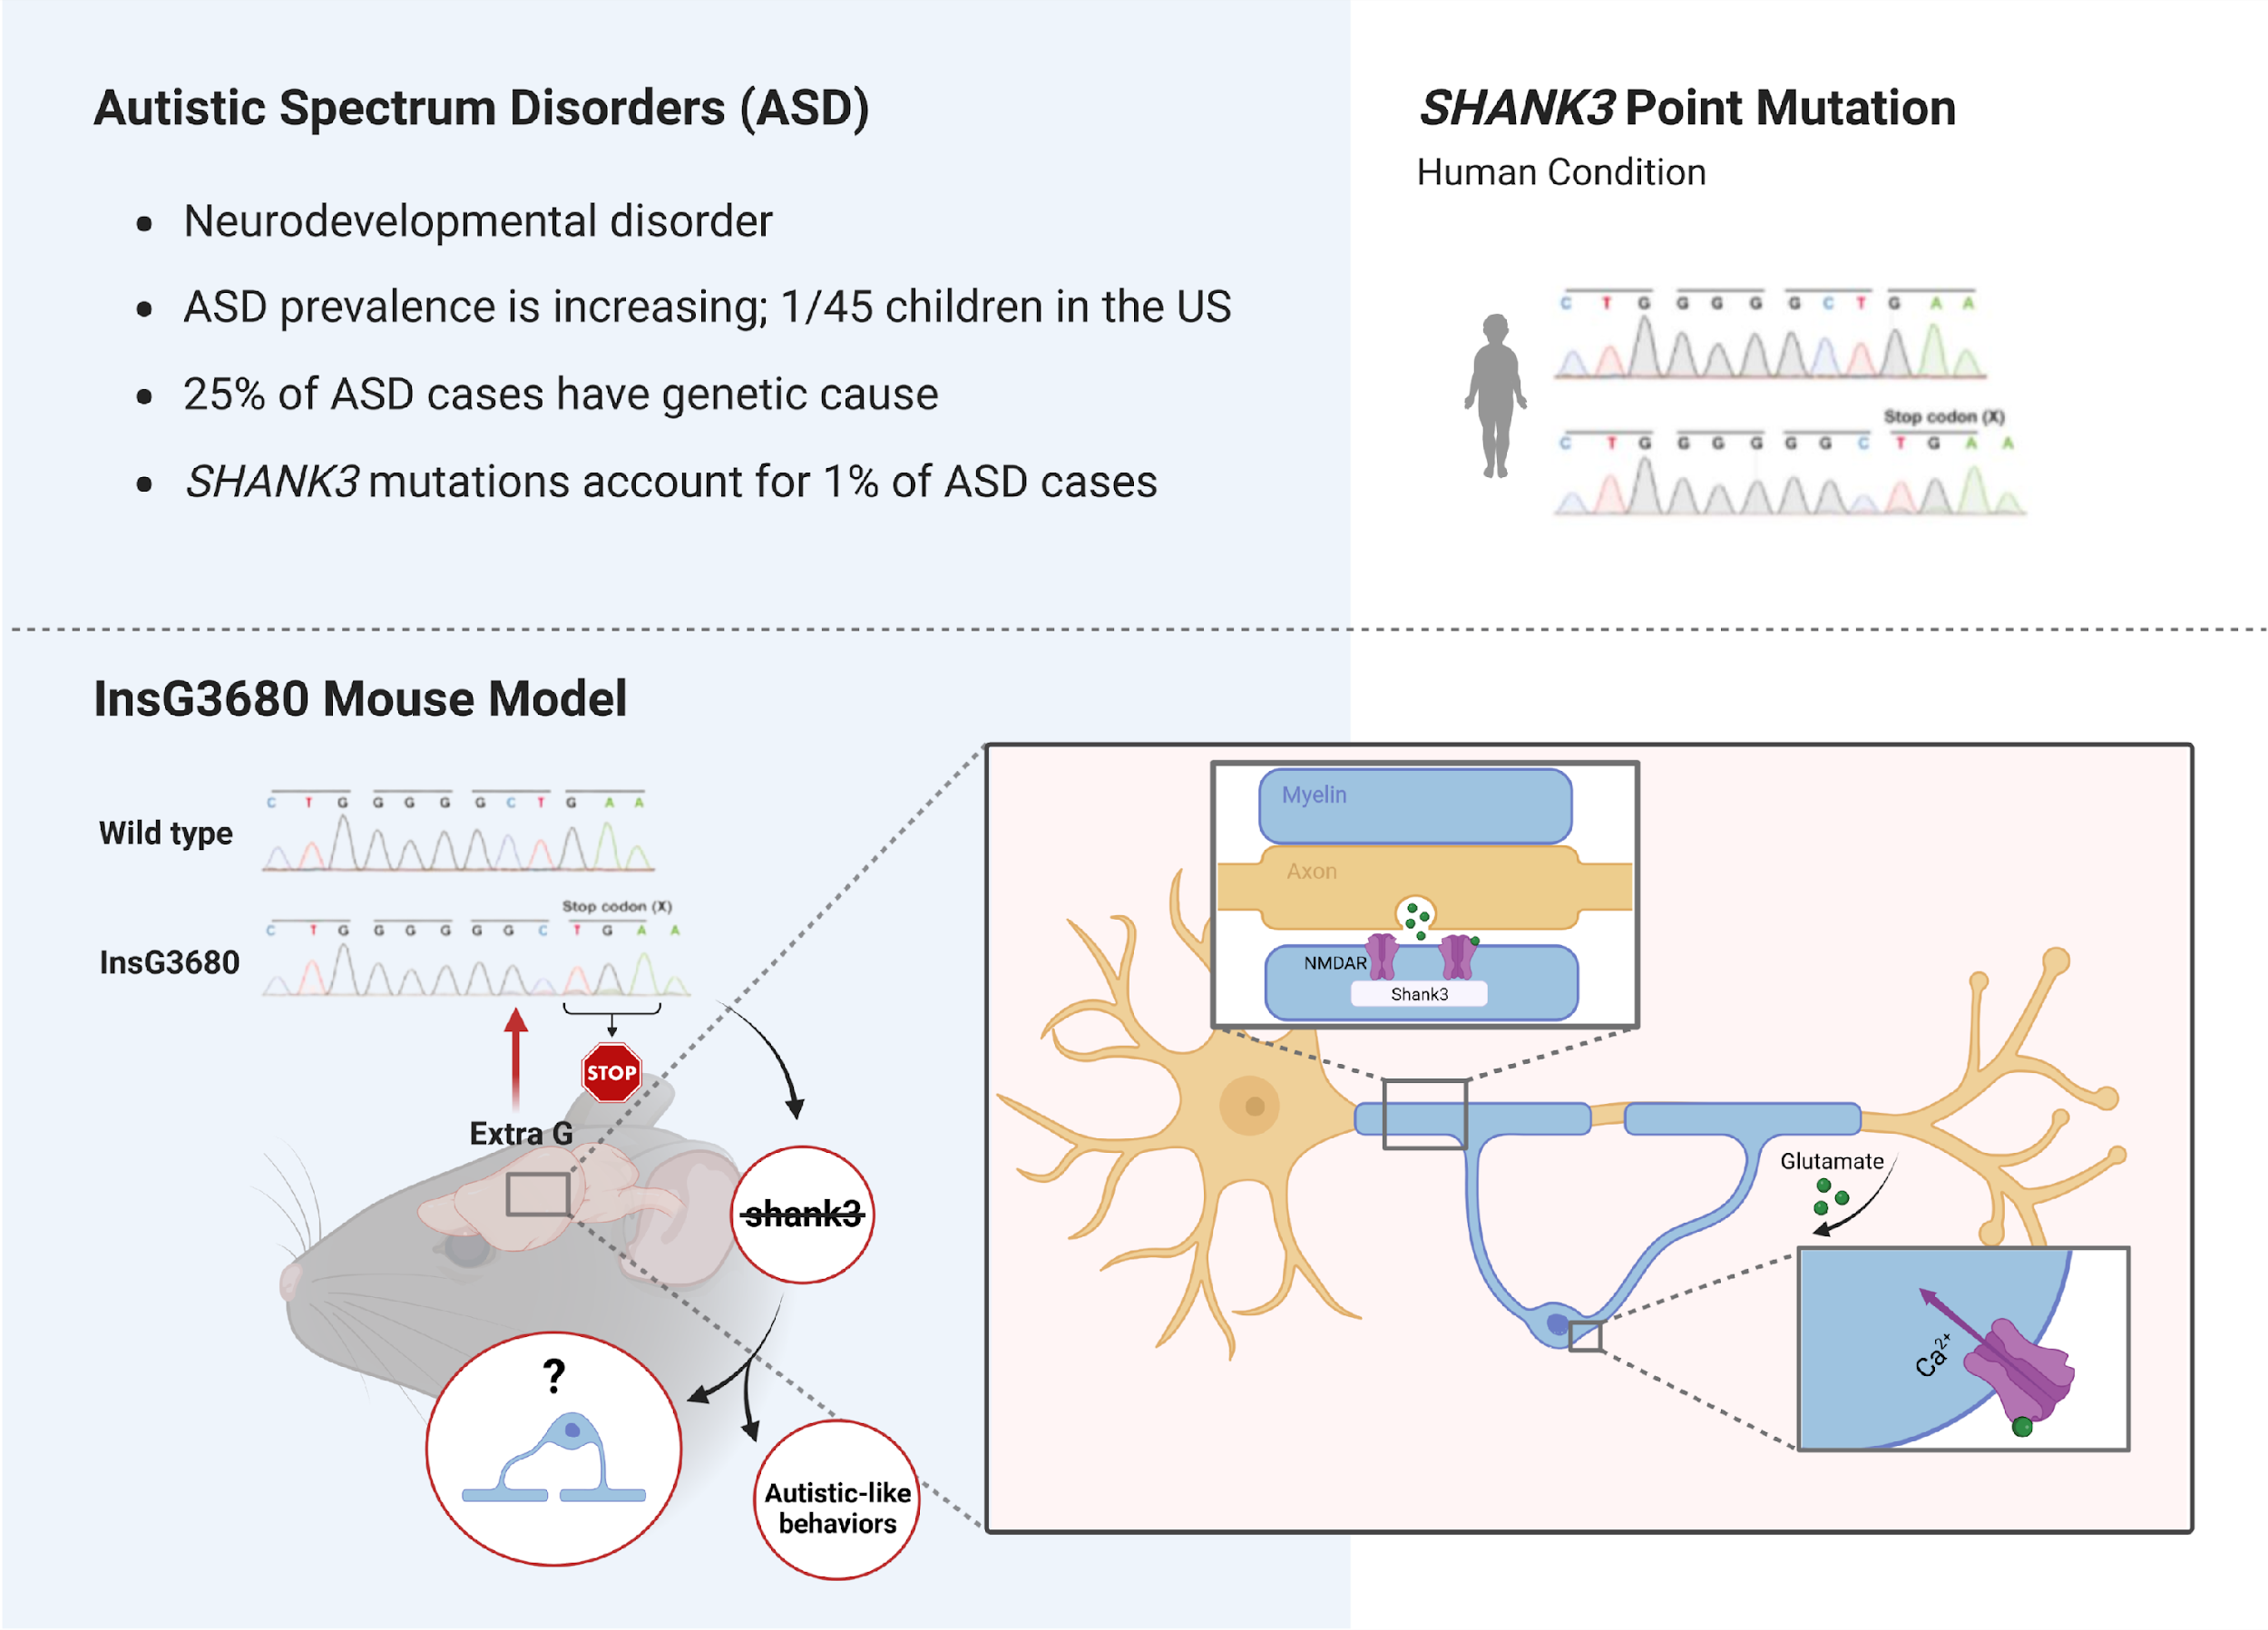 Autistic Spectrum Disorders (ASD)
• Neurodevelopmental disorder
• ASD prevalence is increasing; 1/45 children in the US
• 25% of ASD cases have genetic cause
• SHANK3 mutations account for 1% of ASD cases
SHANK3 Point Mutation
Human Condition
C T G G G G G C T G A A
Stop codon (X)
C T G G G G G G C T G A A
InsG3680 Mouse Model
Wild type
C T G G G G G C T G A A
Stop codon (X)
InsG3680
C T G G G G G G C T G A A
STOP
Extra G
shank3
?
Autistic-like
behaviors
Myelin
Axon
NMDAR
Shank3
Glutamate
Ca²⁺